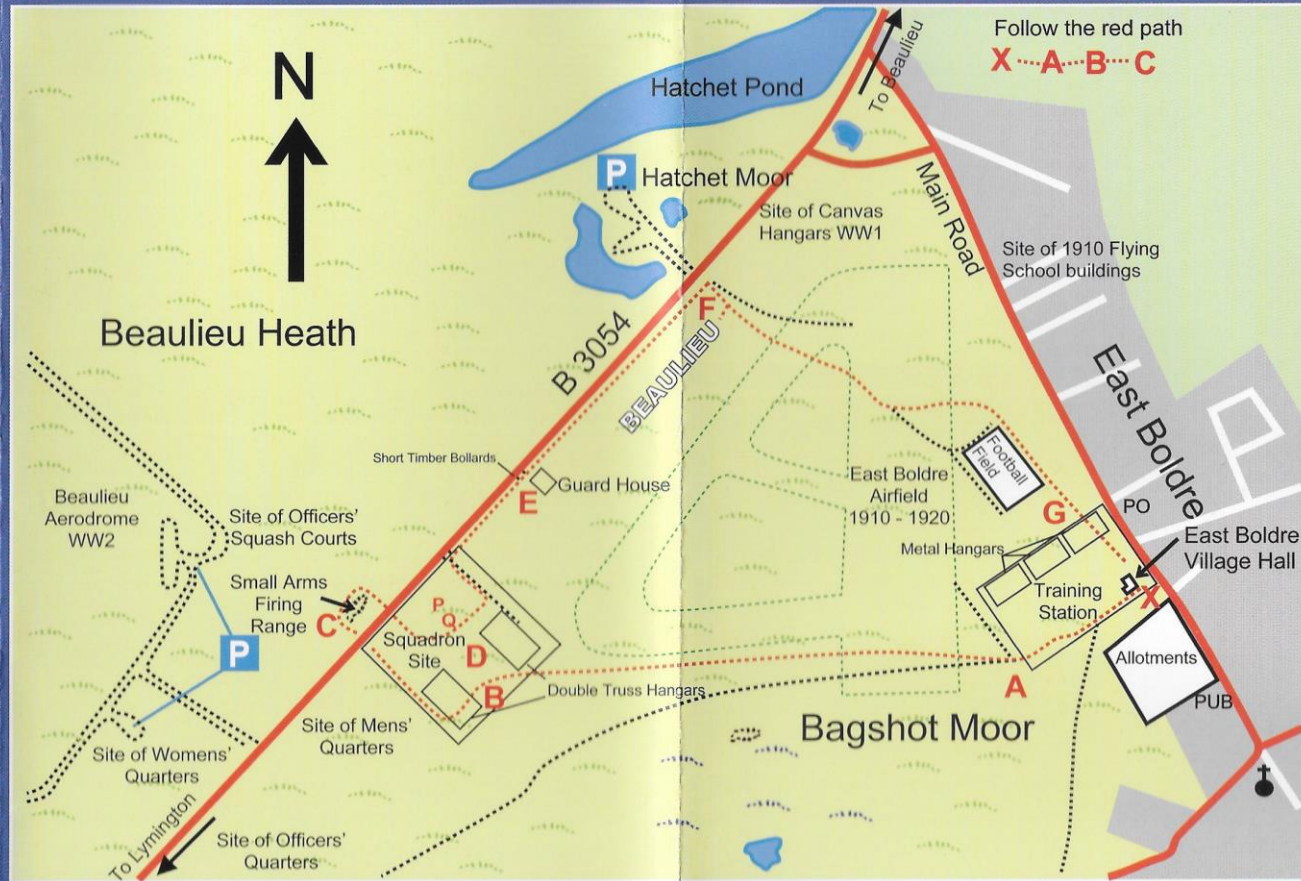 Follow the red path
X A B C
N
To Beaulieu
Hatchet Pond
P
Hatchet Moor
Site of Canvas
Hangars WW1
Main Road
Site of 1910 Flying
School buildings
Beaulieu Heath
B 3054
F
BEAULIEU
East Boldre
Short Timber Bollards
Guard House
E
Football
Field
East Boldre
Airfield
1910 - 1920
G
PO
Beaulieu
Aerodrome
WW2
Site of Officers'
Squash Courts
Metal Hangars
East Boldre
Village Hall
Small Arms
Firing
Range
C
P
Q
Squadron
Site
D
Training
Station
X
P
B
Double Truss Hangars
A
Allotments
PUB
Site of Mens'
Quarters
Bagshot Moor
Site of Womens'
Quarters
To Lymington
Site of Officers'
Quarters